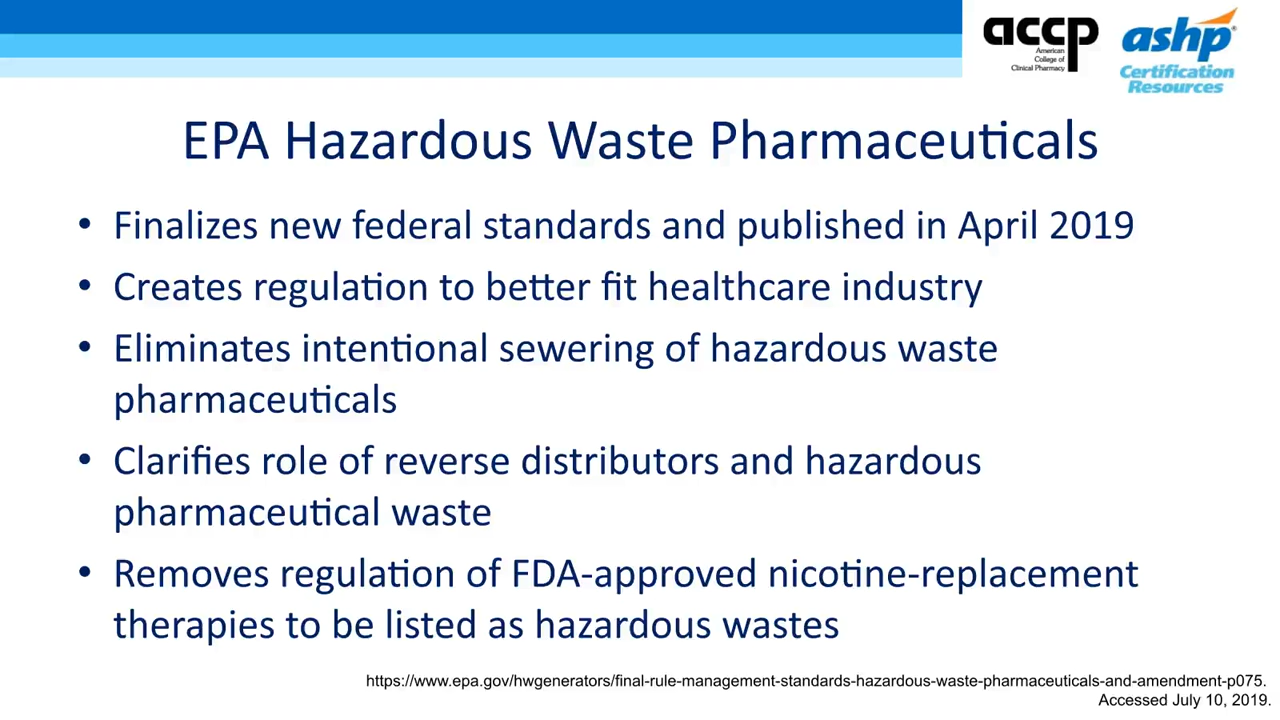 accp
American
College of
Clinical Pharmacy
ashp®
Certification
Resources
EPA Hazardous Waste Pharmaceuticals
• Finalizes new federal standards and published in April 2019
• Creates regulation to better fit healthcare industry
• Eliminates intentional sewering of hazardous waste
pharmaceuticals
• Clarifies role of reverse distributors and hazardous
pharmaceutical waste
• Removes regulation of FDA-approved nicotine-replacement
therapies to be listed as hazardous wastes
https://www.epa.gov/hwgenerators/final-rule-management-standards-hazardous-waste-pharmaceuticals-and-amendment-p075.
Accessed July 10, 2019.